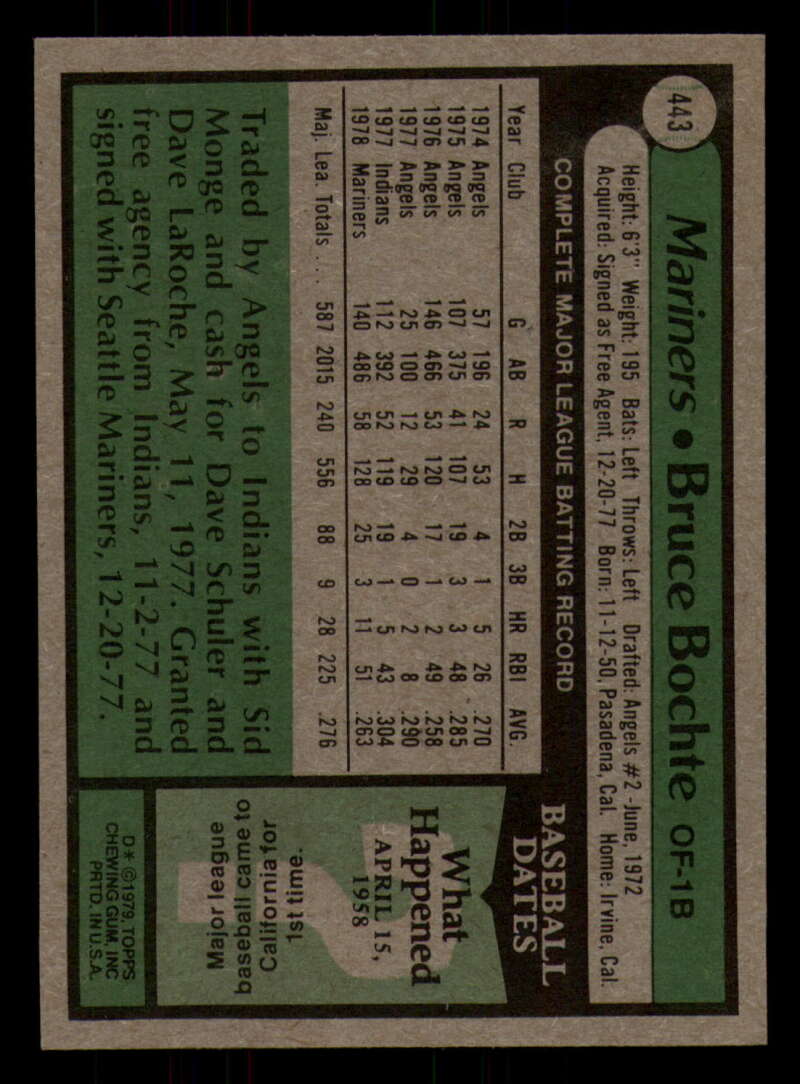 443
Mariners • Bruce Bochte OF-1B
Height: 6'3" Weight: 195 Bats: Left Throws: Left Drafted: Angels #2-June, 1972
Acquired: Signed as Free Agent, 12-20-77 Born: 11-12-50, Pasadena, Cal. Home: Irvine, Cal.
COMPLETE MAJOR LEAGUE BATTING RECORD
Year Club G AB R H 2B 3B HR RBI AVG.
1974 Angels 57 196 24 53 4 1 5 26 .270
1975 Angels 107 375 41 107 19 3 3 48 .285
1976 Angels 146 466 53 120 17 1 2 49 .258
1977 Angels 25 100 12 29 4 0 2 8 .290
1977 Indians 112 392 52 119 19 1 5 43 .304
1978 Mariners 140 486 58 128 25 3 11 51 .263
Maj. Lea. Totals . . . 587 2015 240 556 88 9 28 225 .276
Traded by Angels to Indians with Sid
Monge and cash for Dave Schuler and
Dave LaRoche, May 11, 1977. Granted
free agency from Indians, 11-2-77 and
signed with Seattle Mariners, 12-20-77.
BASEBALL
DATES
What
Happened
APRIL 15,
1958
Major league
baseball came to
California for
1st time.
D* ©1979, TOPPS
CHEWING GUM, INC
PRTD. IN U.S.A.